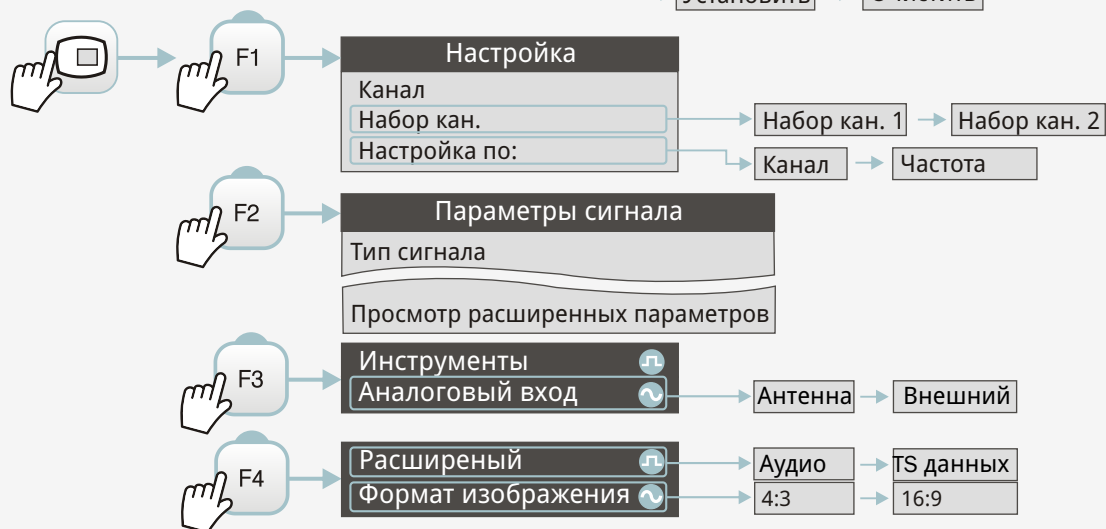 F1
Настройка
Канал
Набор кан.
Набор кан. 1
Набор кан. 2
Настройка по:
Канал
Частота
F2
Параметры сигнала
Тип сигнала
Просмотр расширенных параметров
F3
Инструменты
Аналоговый вход
Антенна
Внешний
F4
Расширеный
Аудио
TS данных
Формат изображения
4:3
16:9